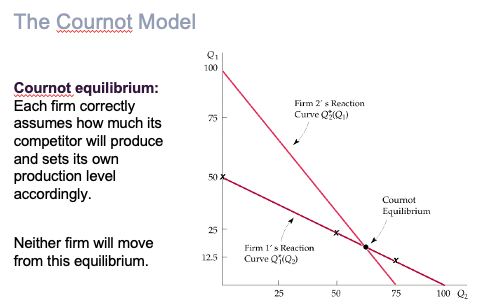 The Cournot Model
Cournot equilibrium:
Each firm correctly
assumes how much its
competitor will produce
and sets its own
production level
accordingly.
Neither firm will move
from this equilibrium.
Q1
100
75
50
25
12.5
x
x
x
Firm 2's Reaction
Curve Q*2(Q1)
Cournot
Equilibrium
Firm 1's Reaction
Curve Q*1(Q2)
25
50
75
100 Q2